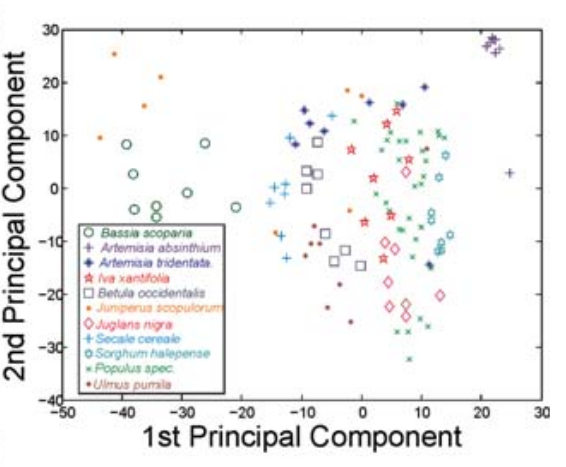 2nd Principal Component
30
20
10
0
−10
−20
−30
−40
−50
−40
−30
−20
−10
0
10
20
30
1st Principal Component
Bassia scoparia
Artemisia absinthium
Artemisia tridentata.
Iva xantifolia
Betula occidentalis
Juniperus scopulorum
Juglans nigra
Secale cereale
Sorghum halepense
Populus spec.
Ulmus pumila